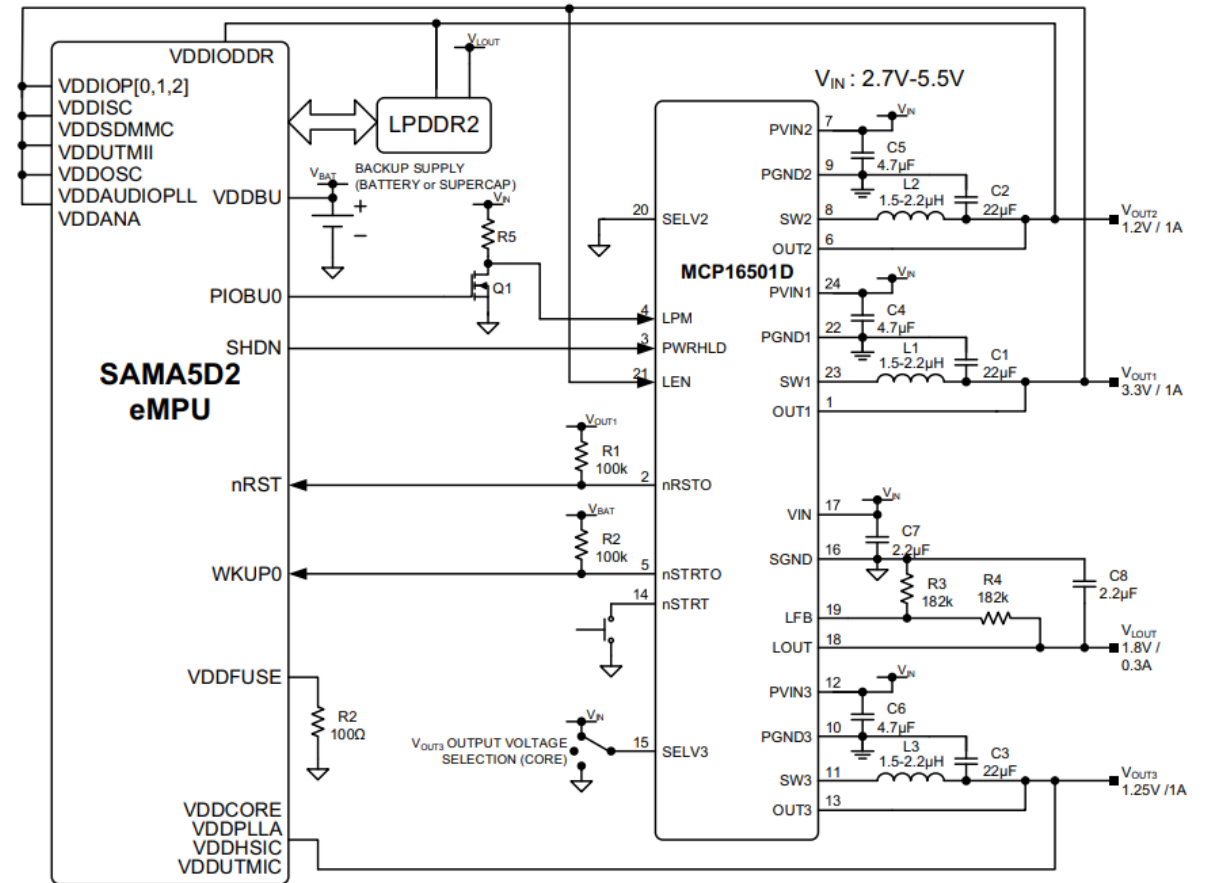 VDDIODDR
VDDIOP[0,1,2]
VDDISC
VDDSDMMC
VDDUTMII
VDDOSC
VDDAUDIOPLL
VDDANA
VDDBU
PIOBU0
SHDN
SAMA5D2
eMPU
nRST
WKUP0
VDDFUSE
VDDCORE
VDDPLLA
VDDHSIC
VDDUTMIC
VLOUT
LPDDR2
VBAT
BACKUP SUPPLY
(BATTERY or SUPERCAP)
+
−
VIN
R5
Q1
VOUT1
R1
100k
VBAT
R2
100k
R2
100Ω
VIN
VOUT3 OUTPUT VOLTAGE
SELECTION (CORE)
VIN : 2.7V-5.5V
MCP16501D
20
SELV2
4
LPM
3
PWRHLD
21
LEN
2
nRSTO
5
nSTRTO
14
nSTRT
15
SELV3
PVIN2
7
VIN
C5
4.7µF
PGND2
9
L2
1.5-2.2µH
C2
22µF
SW2
8
OUT2
6
VOUT2
1.2V / 1A
PVIN1
24
VIN
C4
4.7µF
PGND1
22
L1
1.5-2.2µH
C1
22µF
SW1
23
OUT1
1
VOUT1
3.3V / 1A
VIN
17
VIN
C7
2.2µF
SGND
16
R3
182k
R4
182k
C8
2.2µF
LFB
19
LOUT
18
VLOUT
1.8V /
0.3A
PVIN3
12
VIN
C6
4.7µF
PGND3
10
L3
1.5-2.2µH
C3
22µF
SW3
11
OUT3
13
VOUT3
1.25V /1A